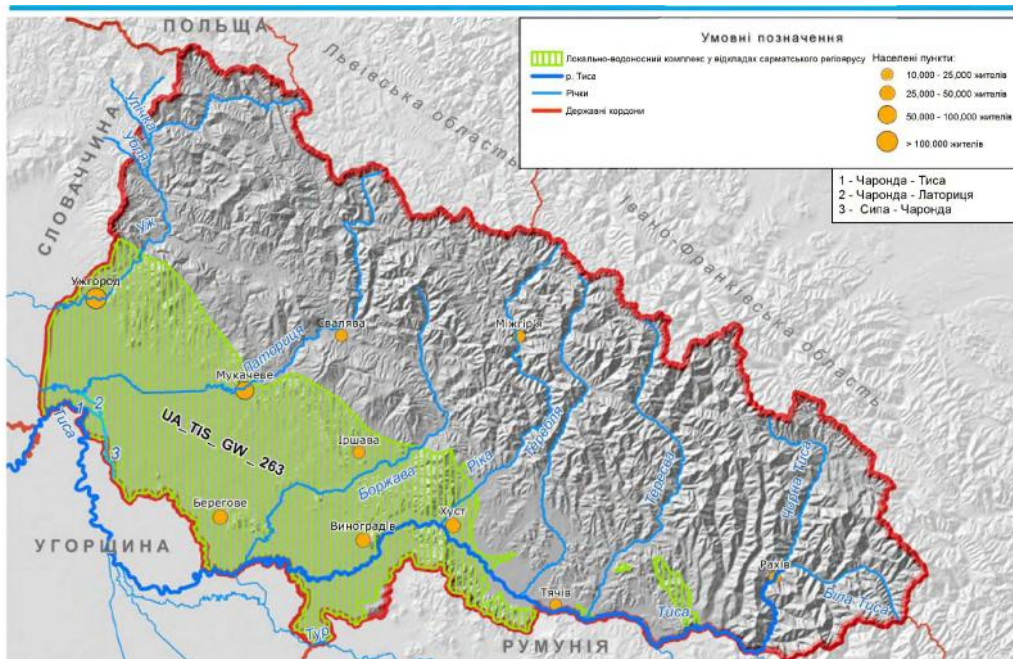 ПОЛЬЩА
Львівська область
СЛОВАЧЧИНА
Улічка
Убля
Уж
Ужгород
Умовні позначення
Локально-водоносний комплекс у відкладах сарматського регіоярусу
р. Тиса
Річки
Державні кордони
Населені пункти:
10,000 - 25,000 жителів
25,000 - 50,000 жителів
50,000 - 100,000 жителів
> 100,000 жителів
1 - Чаронда - Тиса
2 - Чаронда - Латориця
3 - Сипа - Чаронда
Івано-Франківська область
Свалява
Міжгір'я
Латориця
Мукачеве
1
2
3
Тиса
UA_TIS_GW_263
Іршава
Боржава
Ріка
Теребля
Тересва
Чорна Тиса
Берегове
Виноградів
Хуст
УГОРЩИНА
Рахів
Біла Тиса
Тячів
Тиса
Тур
РУМУНІЯ